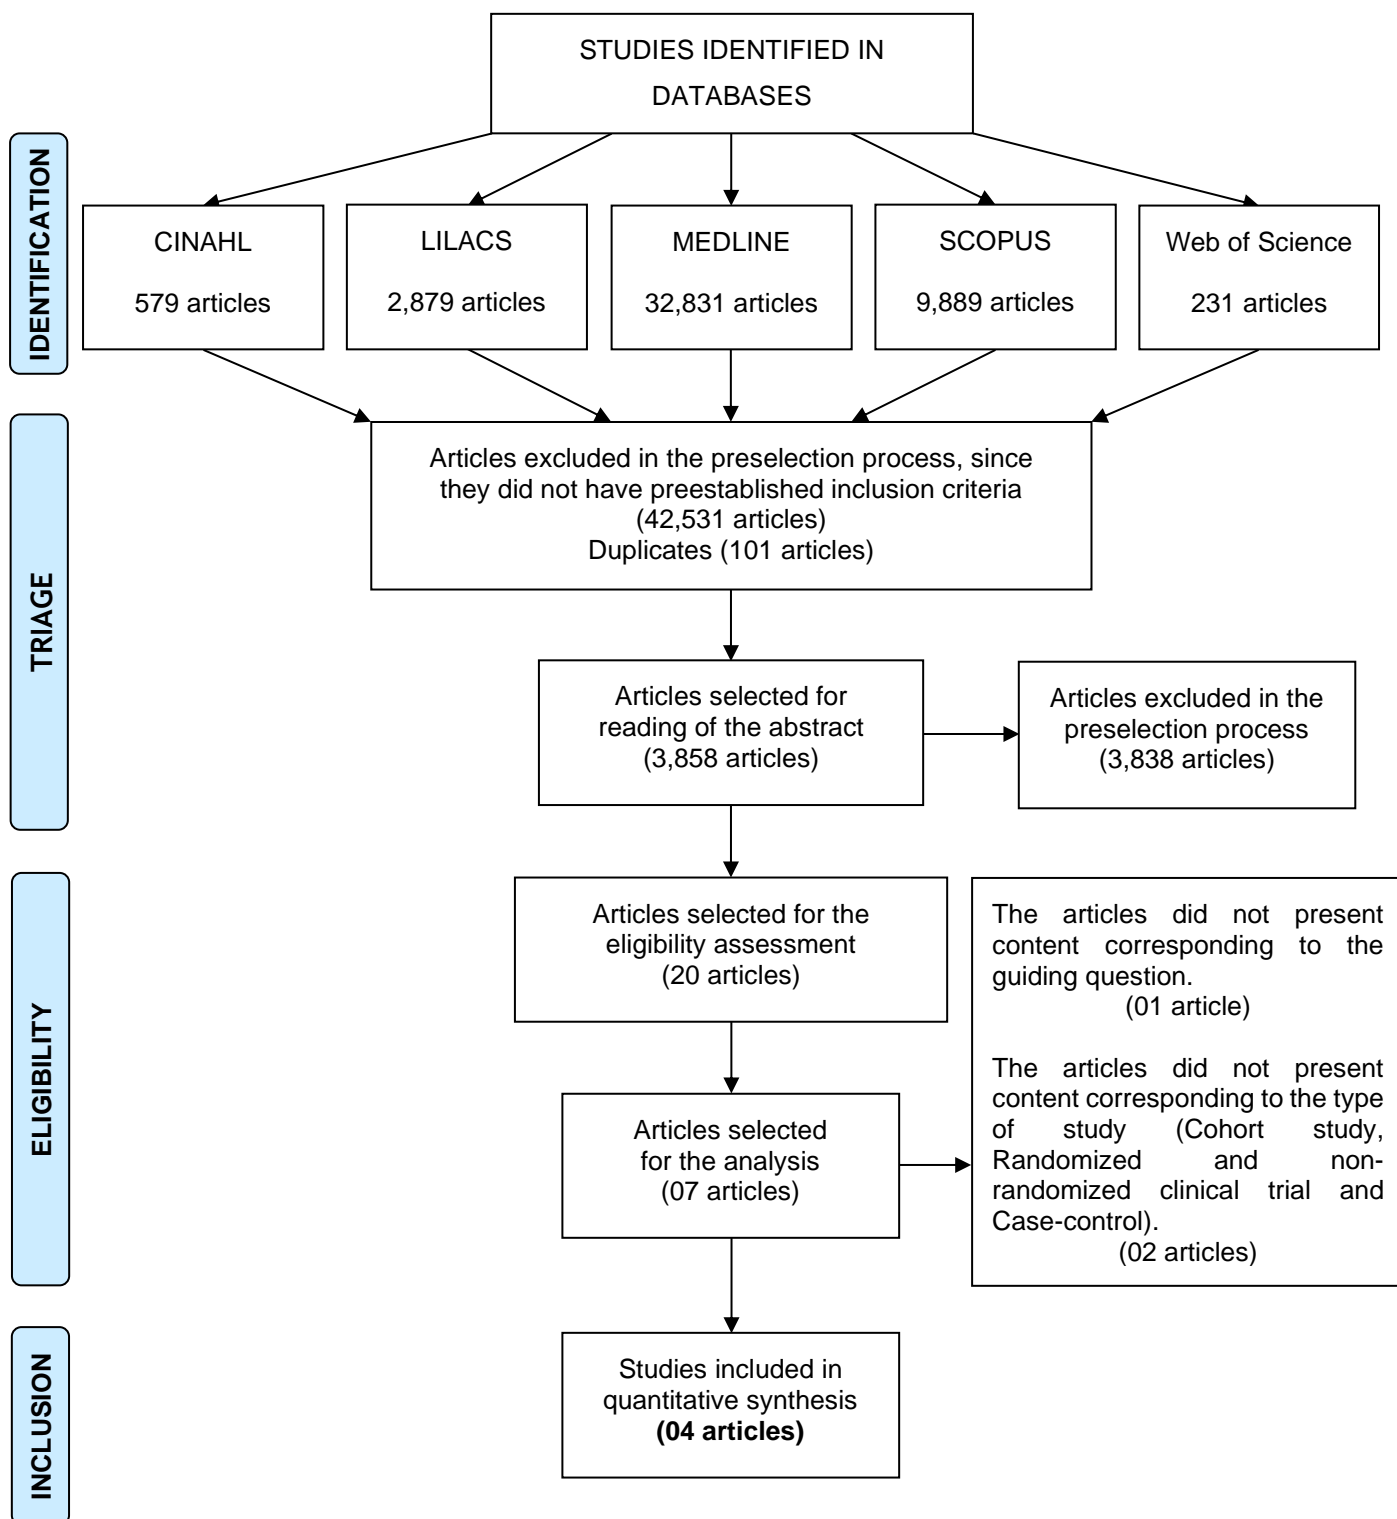 STUDIES IDENTIFIED IN
DATABASES
IDENTIFICATION
CINAHL
579 articles
LILACS
2,879 articles
MEDLINE
32,831 articles
SCOPUS
9,889 articles
Web of Science
231 articles
TRIAGE
Articles excluded in the preselection process, since
they did not have preestablished inclusion criteria
(42,531 articles)
Duplicates (101 articles)
Articles selected for
reading of the abstract
(3,858 articles)
Articles excluded in the
preselection process
(3,838 articles)
ELIGIBILITY
Articles selected for the
eligibility assessment
(20 articles)
The articles did not present
content corresponding to the
guiding question.
(01 article)
The articles did not present
content corresponding to the type
of study (Cohort study,
Randomized and non-
randomized clinical trial and
Case-control).
(02 articles)
Articles selected
for the analysis
(07 articles)
INCLUSION
Studies included in
quantitative synthesis
(04 articles)